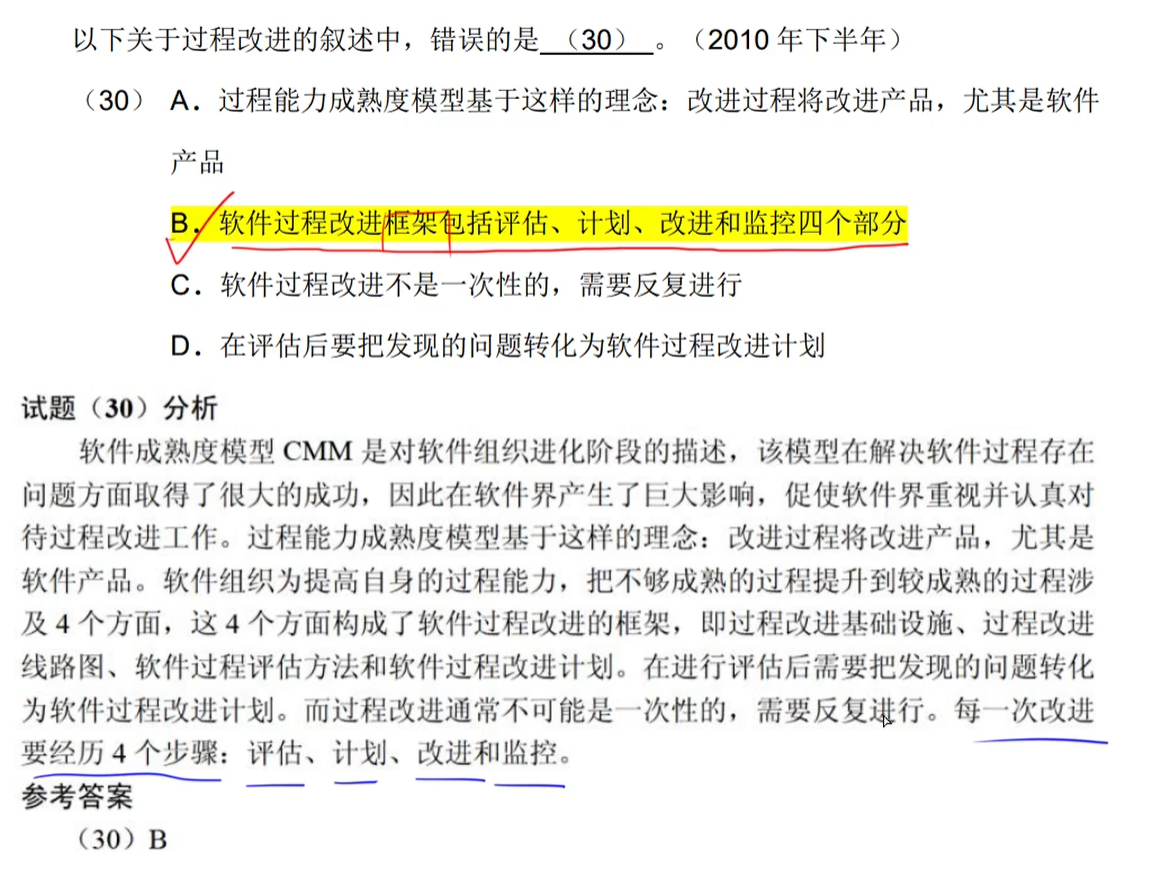 以下关于过程改进的叙述中，错误的是 （30） 。（2010 年下半年）
（30） A．过程能力成熟度模型基于这样的理念：改进过程将改进产品，尤其是软件
产品
B．软件过程改进框架包括评估、计划、改进和监控四个部分
C．软件过程改进不是一次性的，需要反复进行
D．在评估后要把发现的问题转化为软件过程改进计划
试题（30）分析
软件成熟度模型 CMM 是对软件组织进化阶段的描述，该模型在解决软件过程存在
问题方面取得了很大的成功，因此在软件界产生了巨大影响，促使软件界重视并认真对
待过程改进工作。过程能力成熟度模型基于这样的理念：改进过程将改进产品，尤其是
软件产品。软件组织为提高自身的过程能力，把不够成熟的过程提升到较成熟的过程涉
及 4 个方面，这 4 个方面构成了软件过程改进的框架，即过程改进基础设施、过程改进
线路图、软件过程评估方法和软件过程改进计划。在进行评估后需要把发现的问题转化
为软件过程改进计划。而过程改进通常不可能是一次性的，需要反复进行。每一次改进
要经历 4 个步骤：评估、计划、改进和监控。
参考答案
（30）B